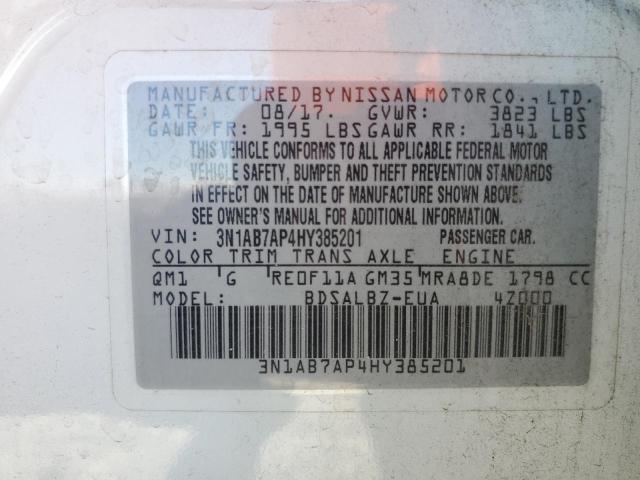 MANUFACTURED BY NISSAN MOTOR CO., LTD.
DATE: 08/17. GVWR: 3823 LBS
GAWR FR: 1995 LBS GAWR RR: 1841 LBS
THIS VEHICLE CONFORMS TO ALL APPLICABLE FEDERAL MOTOR
VEHICLE SAFETY, BUMPER AND THEFT PREVENTION STANDARDS
IN EFFECT ON THE DATE OF MANUFACTURE SHOWN ABOVE.
SEE OWNER'S MANUAL FOR ADDITIONAL INFORMATION.
VIN: 3N1AB7AP4HY385201 PASSENGER CAR.
COLOR TRIM TRANS AXLE ENGINE
QM1 G RE0F11A GM35 MRA8DE 1798 CC
MODEL: BDSALBZ-EUA 4Z000
3N1AB7AP4HY385201